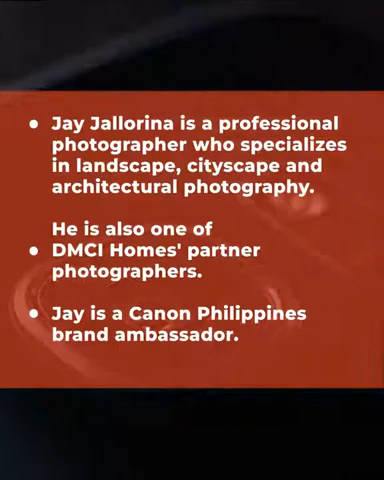 • Jay Jallorina is a professional
photographer who specializes
in landscape, cityscape and
architectural photography.
He is also one of
• DMCI Homes' partner
photographers.
• Jay is a Canon Philippines
brand ambassador.